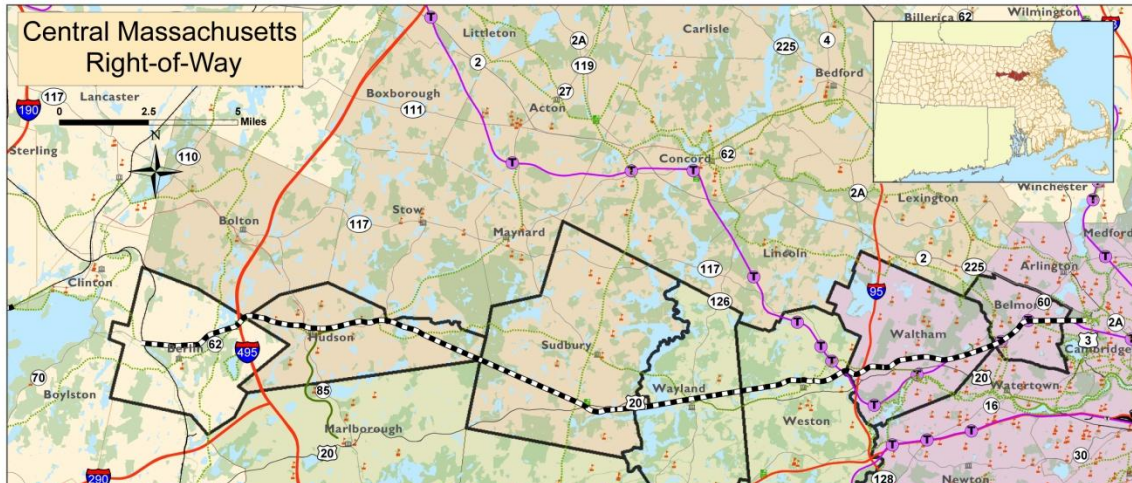 Central Massachusetts
Right-of-Way
Littleton
2A
Carlisle
225
4
Billerica
62
Wilmington
190
117
Lancaster
0
2.5
5
Miles
2
119
27
Acton
Boxborough
111
Bedford
Sterling
N
110
Concord
62
2A
Winchester
Lexington
Medford
Bolton
117
Stow
Maynard
Lincoln
117
2
225
Arlington
Clinton
126
95
Belmont
60
2A
Waltham
3
Cambridge
Berlin
62
495
Hudson
Sudbury
20
Watertown
70
Boylston
85
20
Wayland
Weston
16
Marlborough
20
290
128
Newton
30